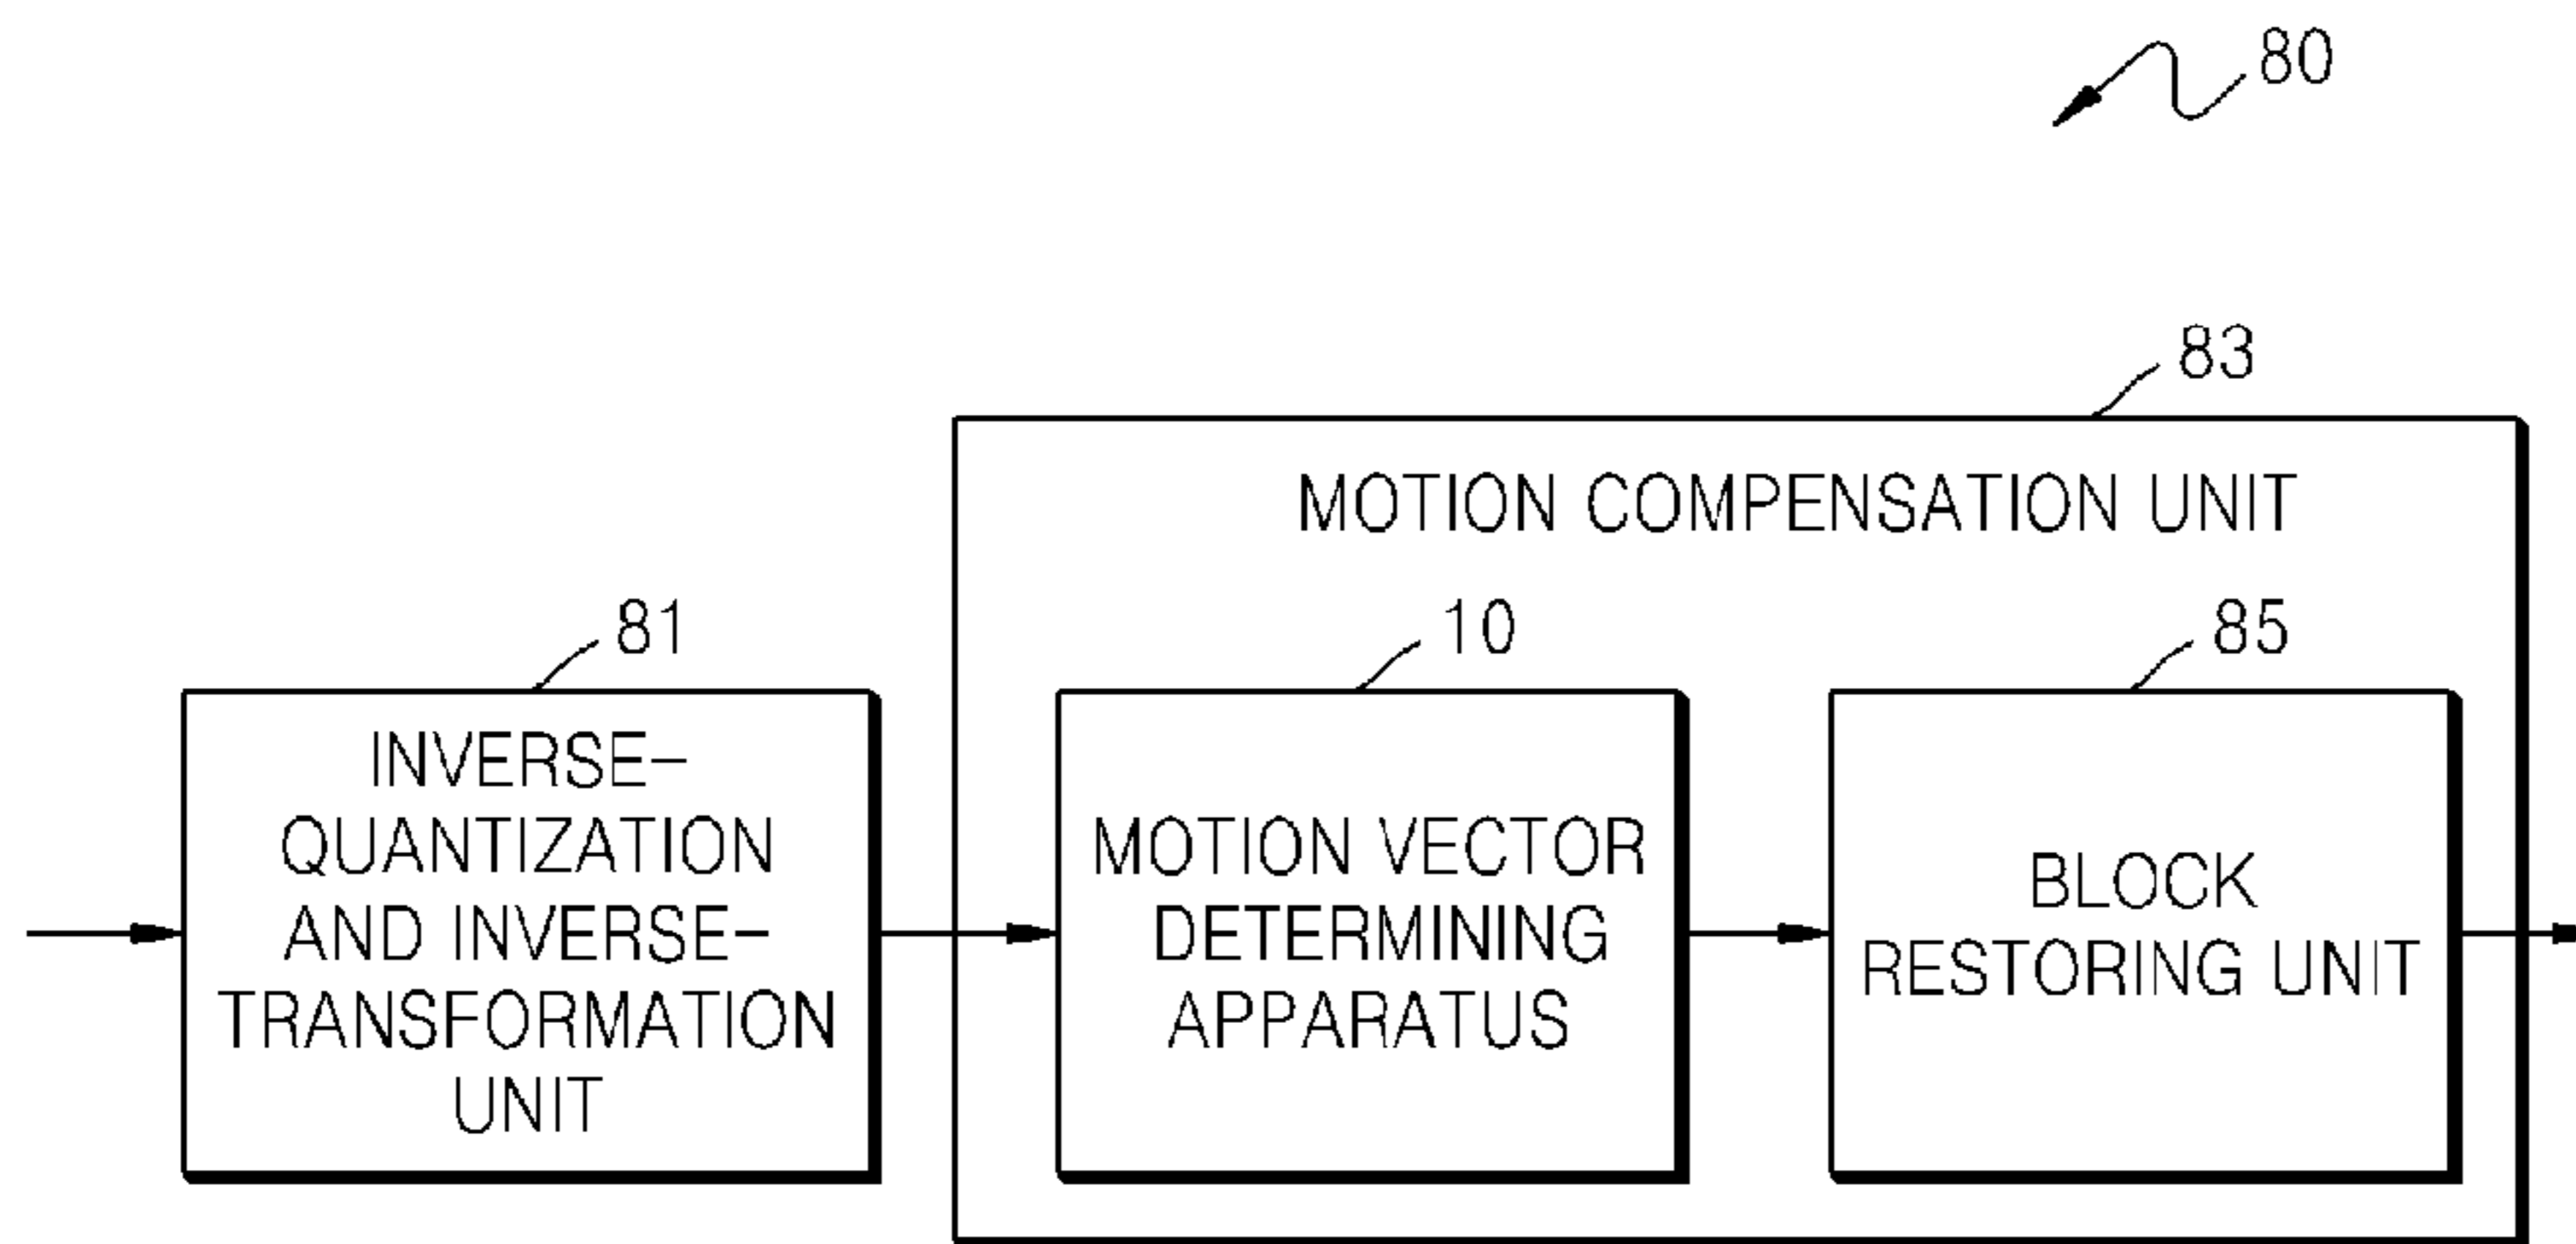 80
83
MOTION COMPENSATION UNIT
81
INVERSE-
QUANTIZATION
AND INVERSE-
TRANSFORMATION
UNIT
10
MOTION VECTOR
DETERMINING
APPARATUS
85
BLOCK
RESTORING UNIT